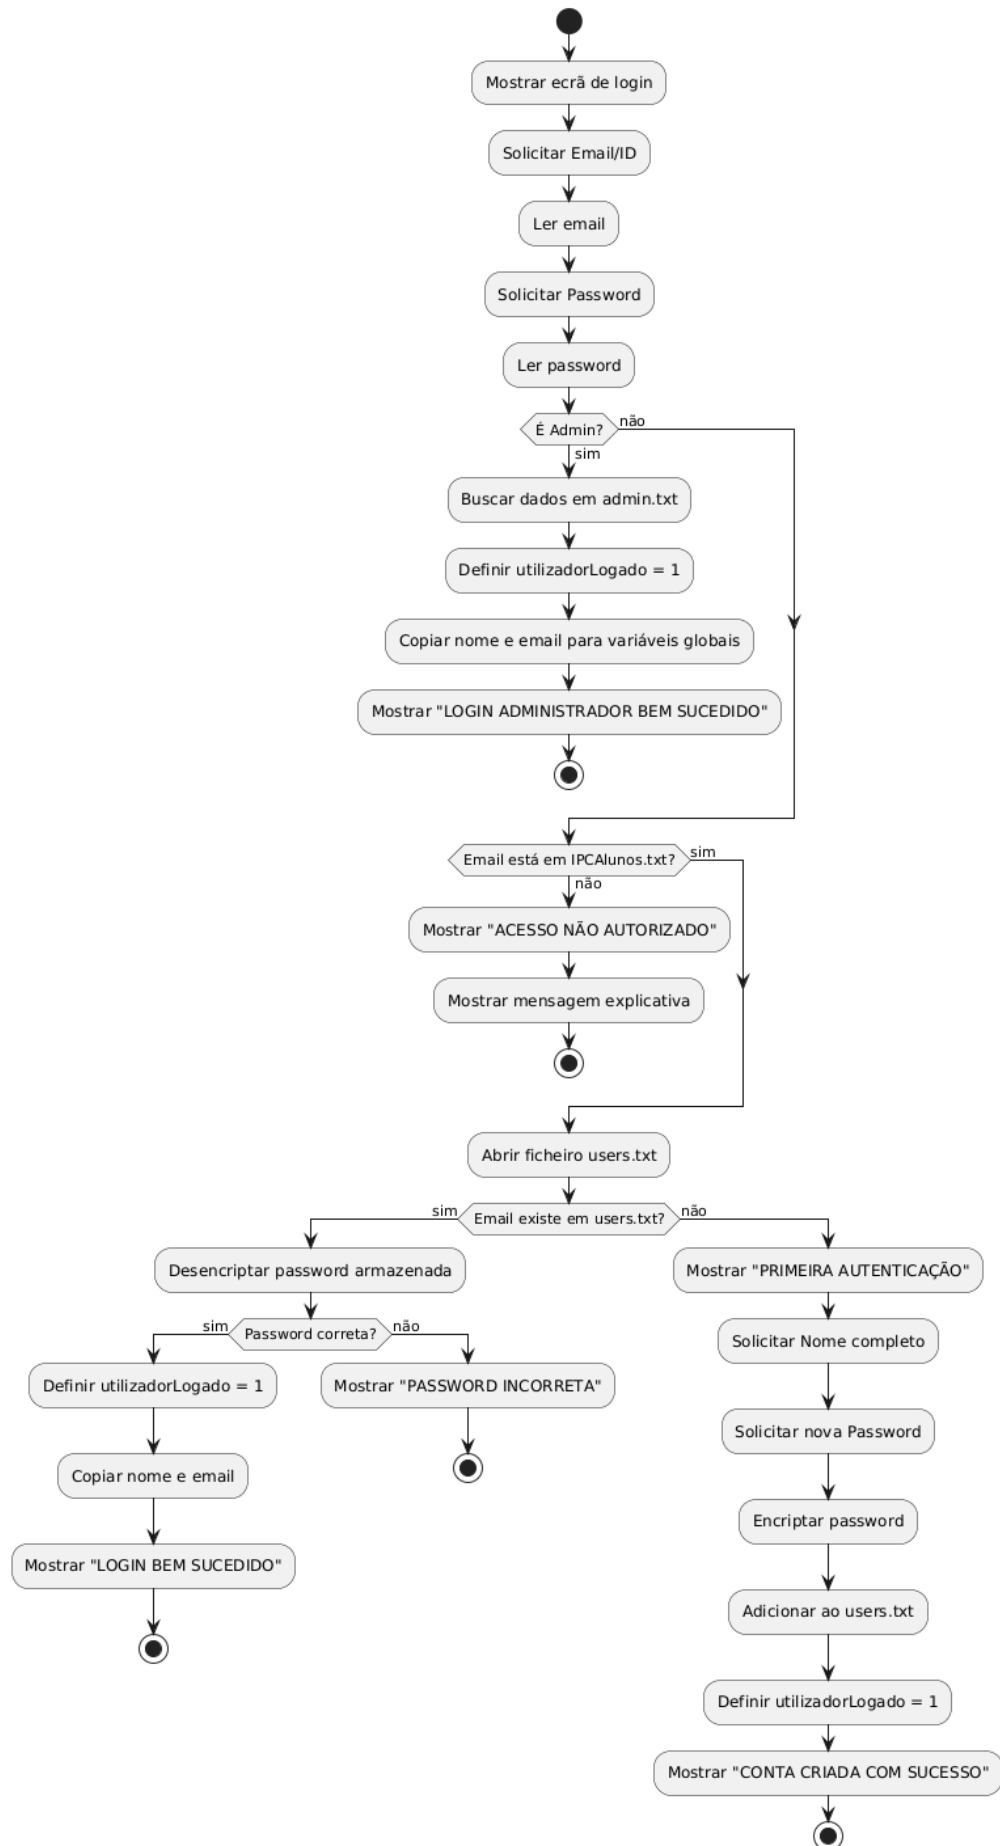 Mostrar ecrã de login
Solicitar Email/ID
Ler email
Solicitar Password
Ler password
É Admin?
não
sim
Buscar dados em admin.txt
Definir utilizadorLogado = 1
Copiar nome e email para variáveis globais
Mostrar "LOGIN ADMINISTRADOR BEM SUCEDIDO"
Email está em IPCAlunos.txt?
sim
não
Mostrar "ACESSO NÃO AUTORIZADO"
Mostrar mensagem explicativa
Abrir ficheiro users.txt
sim
Email existe em users.txt?
não
Desencriptar password armazenada
sim
Password correta?
não
Definir utilizadorLogado = 1
Copiar nome e email
Mostrar "LOGIN BEM SUCEDIDO"
Mostrar "PASSWORD INCORRETA"
Mostrar "PRIMEIRA AUTENTICAÇÃO"
Solicitar Nome completo
Solicitar nova Password
Encriptar password
Adicionar ao users.txt
Definir utilizadorLogado = 1
Mostrar "CONTA CRIADA COM SUCESSO"